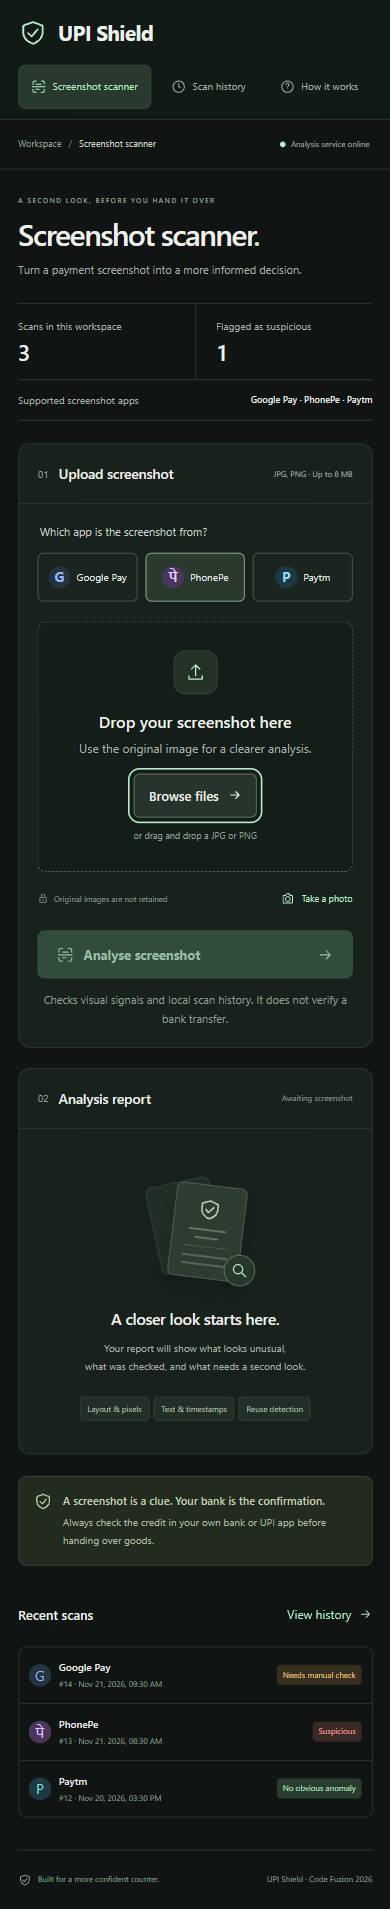 UPI Shield
Screenshot scanner
Scan history
How it works
Workspace / Screenshot scanner
Analysis service online
A SECOND LOOK, BEFORE YOU HAND IT OVER
Screenshot scanner.
Turn a payment screenshot into a more informed decision.
Scans in this workspace
3
Flagged as suspicious
1
Supported screenshot apps
Google Pay · PhonePe · Paytm
01 Upload screenshot
JPG, PNG · Up to 8 MB
Which app is the screenshot from?
G Google Pay
पे PhonePe
P Paytm
Drop your screenshot here
Use the original image for a clearer analysis.
Browse files →
or drag and drop a JPG or PNG
Original images are not retained
Take a photo
Analyse screenshot →
Checks visual signals and local scan history. It does not verify a
bank transfer.
02 Analysis report
Awaiting screenshot
A closer look starts here.
Your report will show what looks unusual,
what was checked, and what needs a second look.
Layout & pixels
Text & timestamps
Reuse detection
A screenshot is a clue. Your bank is the confirmation.
Always check the credit in your own bank or UPI app before
handing over goods.
Recent scans
View history →
G Google Pay
#14 · Nov 21, 2026, 09:30 AM
Needs manual check
पे PhonePe
#13 · Nov 21, 2026, 08:30 AM
Suspicious
P Paytm
#12 · Nov 20, 2026, 03:30 PM
No obvious anomaly
Built for a more confident counter.
UPI Shield · Code Fuzion 2026